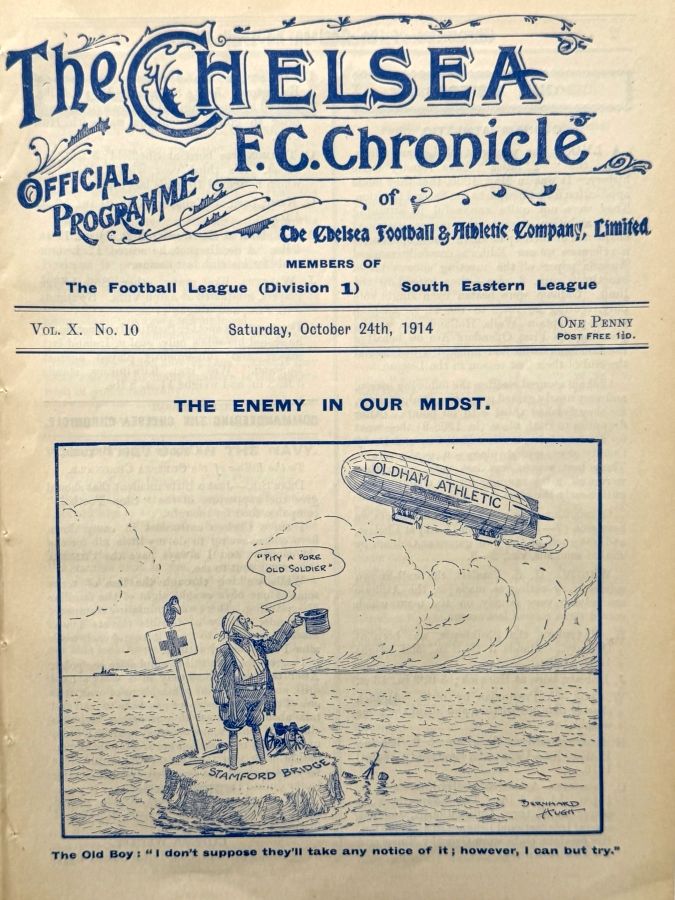 The CHELSEA
F.C. Chronicle
OFFICIAL
PROGRAMME
of
The Chelsea Football & Athletic Company, Limited.
MEMBERS OF
The Football League (Division 1) South Eastern League
VOL. X. No. 10 Saturday, October 24th, 1914 ONE PENNY
POST FREE 1½D.
THE ENEMY IN OUR MIDST.
OLDHAM ATHLETIC
"PITY A PORE
OLD SOLDIER"
STAMFORD BRIDGE
The Old Boy: "I don't suppose they'll take any notice of it; however, I can but try."